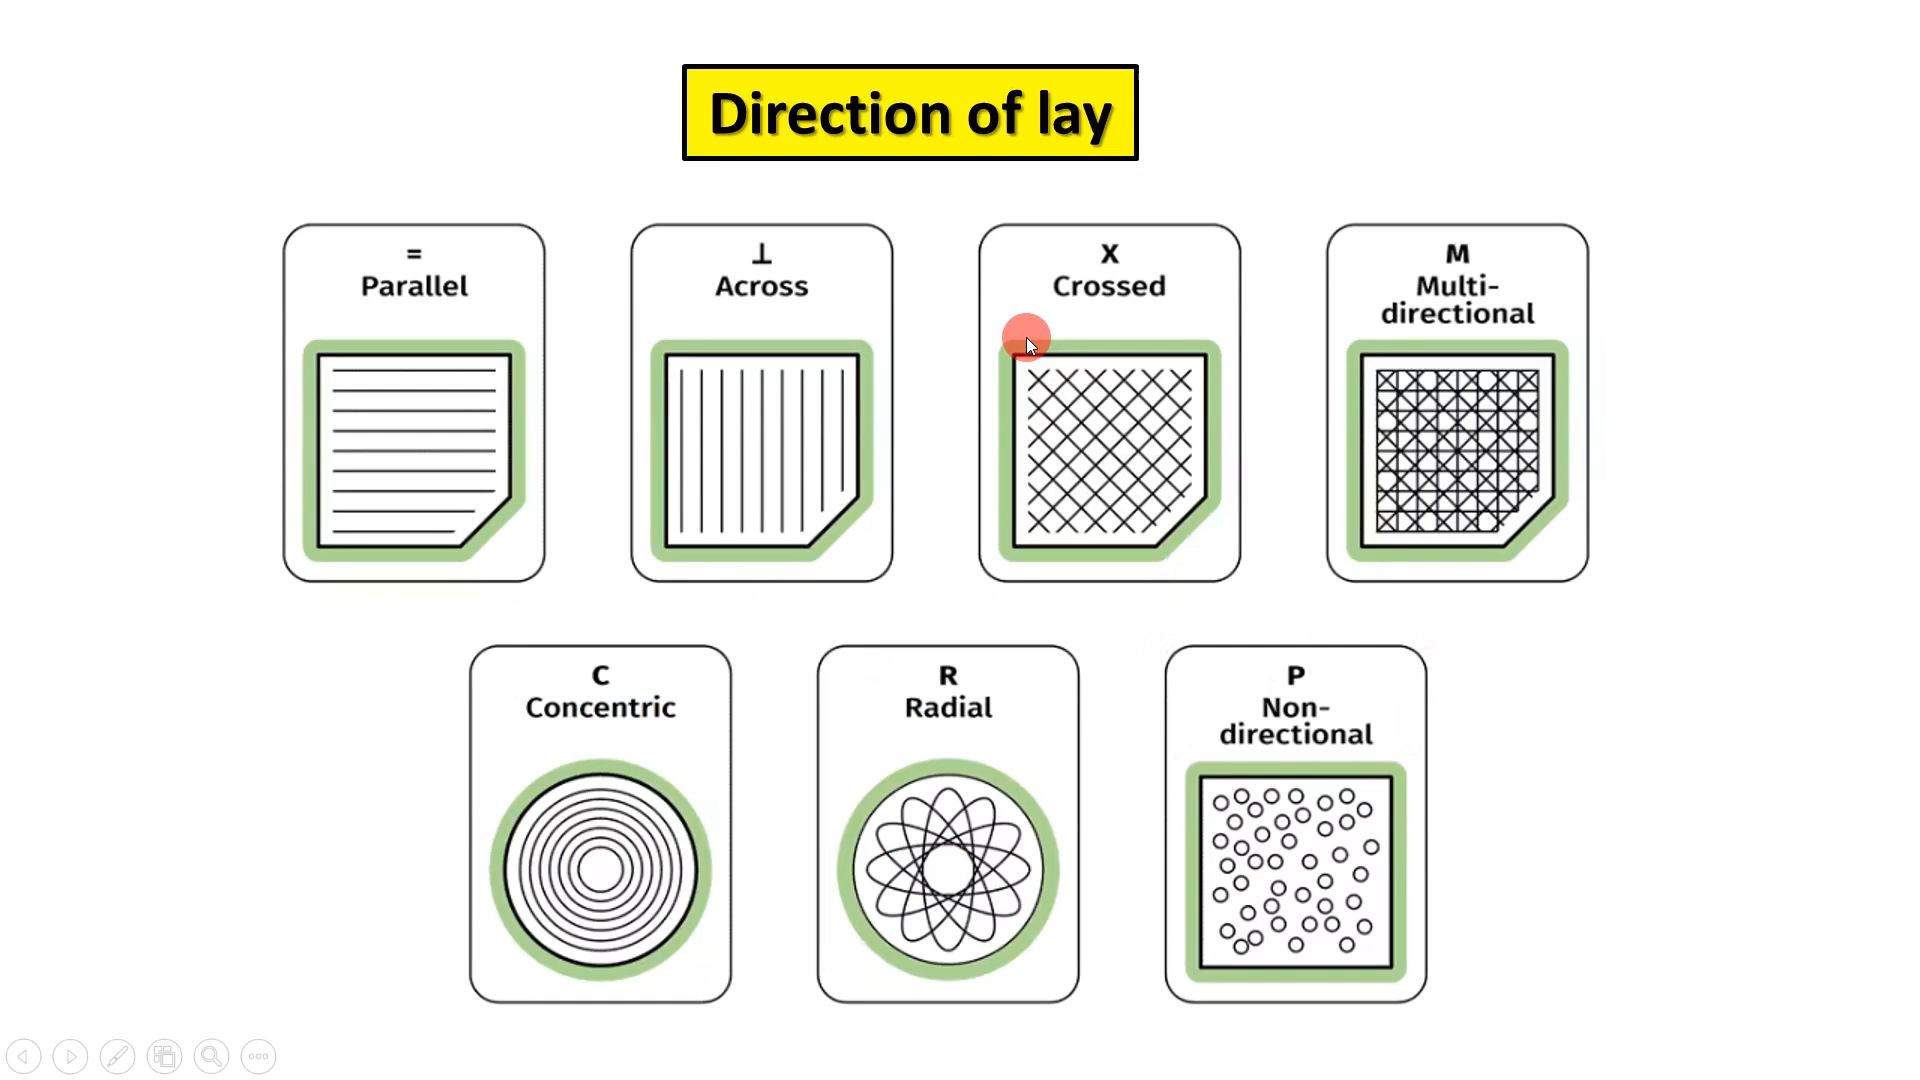 Direction of lay
=
Parallel
⊥
Across
X
Crossed
M
Multi-
directional
C
Concentric
R
Radial
P
Non-
directional